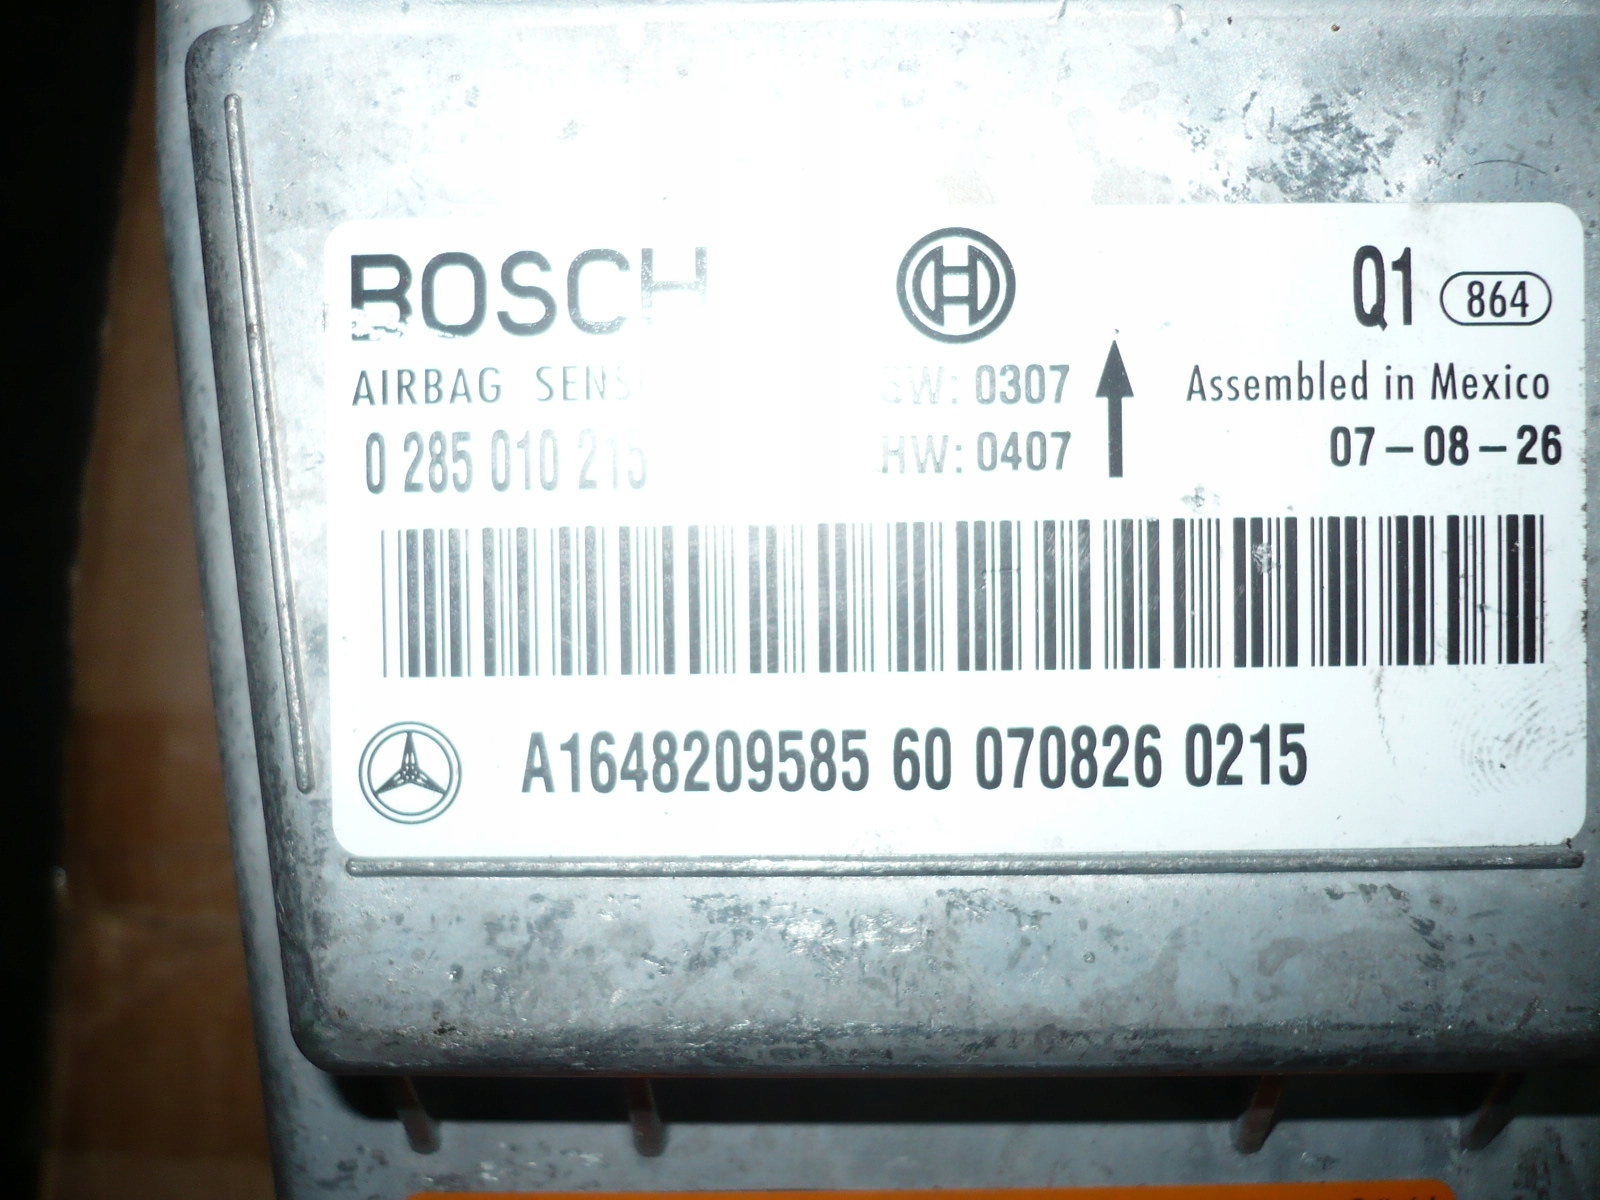 BOSCH
Q1 864
AIRBAG
SW: 0307
Assembled in Mexico
0 285 010 215
HW: 0407
07-08-26
A1648209585 60 070826 0215